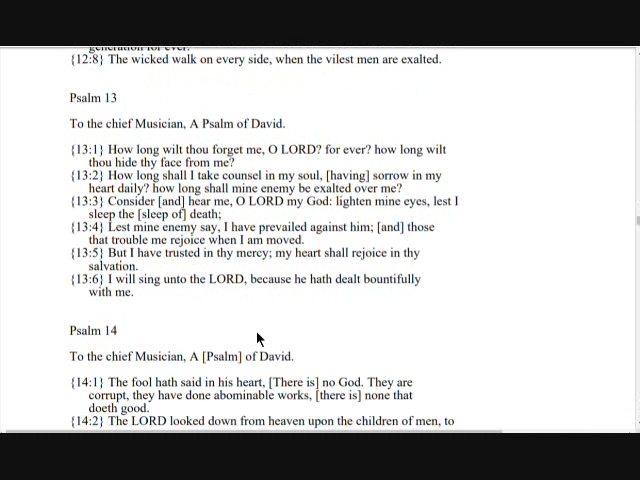 generation for ever.
{12:8} The wicked walk on every side, when the vilest men are exalted.
Psalm 13
To the chief Musician, A Psalm of David.
{13:1} How long wilt thou forget me, O LORD? for ever? how long wilt
thou hide thy face from me?
{13:2} How long shall I take counsel in my soul, [having] sorrow in my
heart daily? how long shall mine enemy be exalted over me?
{13:3} Consider [and] hear me, O LORD my God: lighten mine eyes, lest I
sleep the [sleep of] death;
{13:4} Lest mine enemy say, I have prevailed against him; [and] those
that trouble me rejoice when I am moved.
{13:5} But I have trusted in thy mercy; my heart shall rejoice in thy
salvation.
{13:6} I will sing unto the LORD, because he hath dealt bountifully
with me.
Psalm 14
To the chief Musician, A [Psalm] of David.
{14:1} The fool hath said in his heart, [There is] no God. They are
corrupt, they have done abominable works, [there is] none that
doeth good.
{14:2} The LORD looked down from heaven upon the children of men, to